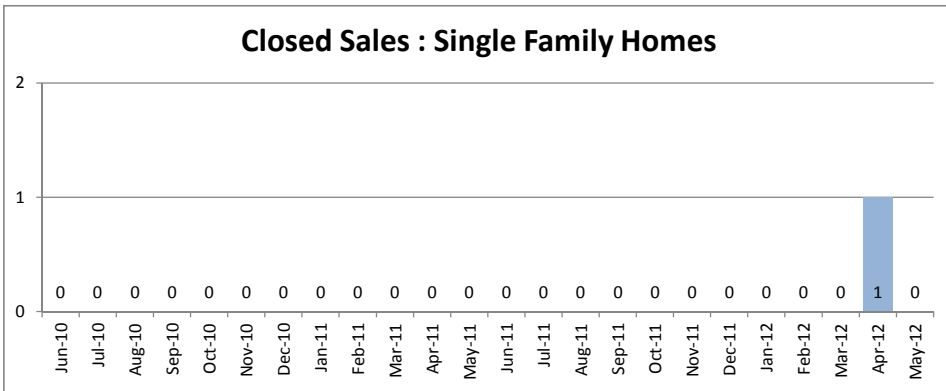 Closed Sales : Single Family Homes
2
1
0
0 0 0 0 0 0 0 0 0 0 0 0 0 0 0 0 0 0 0 0 0 0 1 0
Jun-10 Jul-10 Aug-10 Sep-10 Oct-10 Nov-10 Dec-10 Jan-11 Feb-11 Mar-11 Apr-11 May-11 Jun-11 Jul-11 Aug-11 Sep-11 Oct-11 Nov-11 Dec-11 Jan-12 Feb-12 Mar-12 Apr-12 May-12